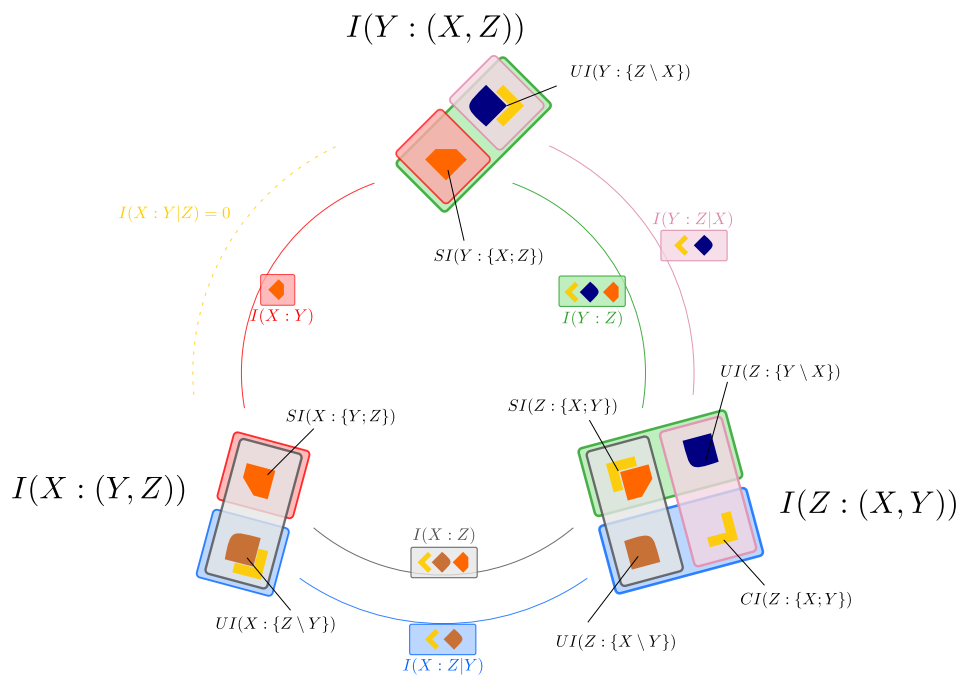 I(Y : (X, Z))
UI(Y : {Z \ X})
I(X : Y|Z) = 0
I(Y : Z|X)
SI(Y : {X; Z})
I(X : Y)
I(Y : Z)
UI(Z : {Y \ X})
SI(X : {Y; Z})
SI(Z : {X; Y})
I(X : (Y, Z))
I(Z : (X, Y))
I(X : Z)
CI(Z : {X; Y})
UI(X : {Z \ Y})
UI(Z : {X \ Y})
I(X : Z|Y)